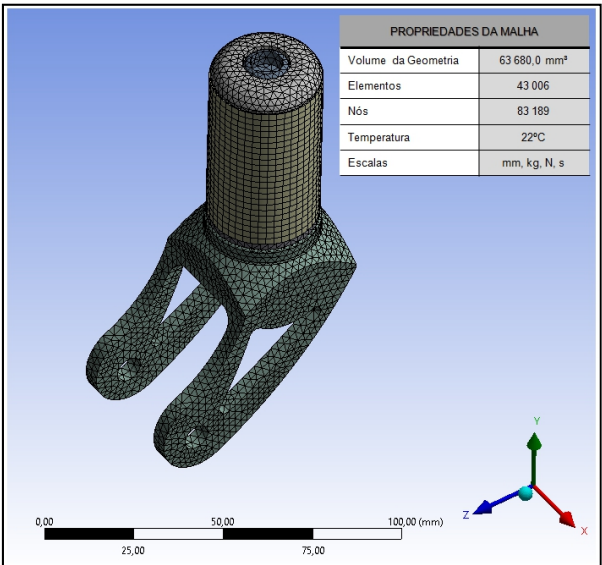 PROPRIEDADES DA MALHA
Volume da Geometria 63 680,0 mm³
Elementos 43 006
Nós 83 189
Temperatura 22ºC
Escalas mm, kg, N, s
Y
Z
X
0,00 50,00 100,00 (mm)
25,00 75,00